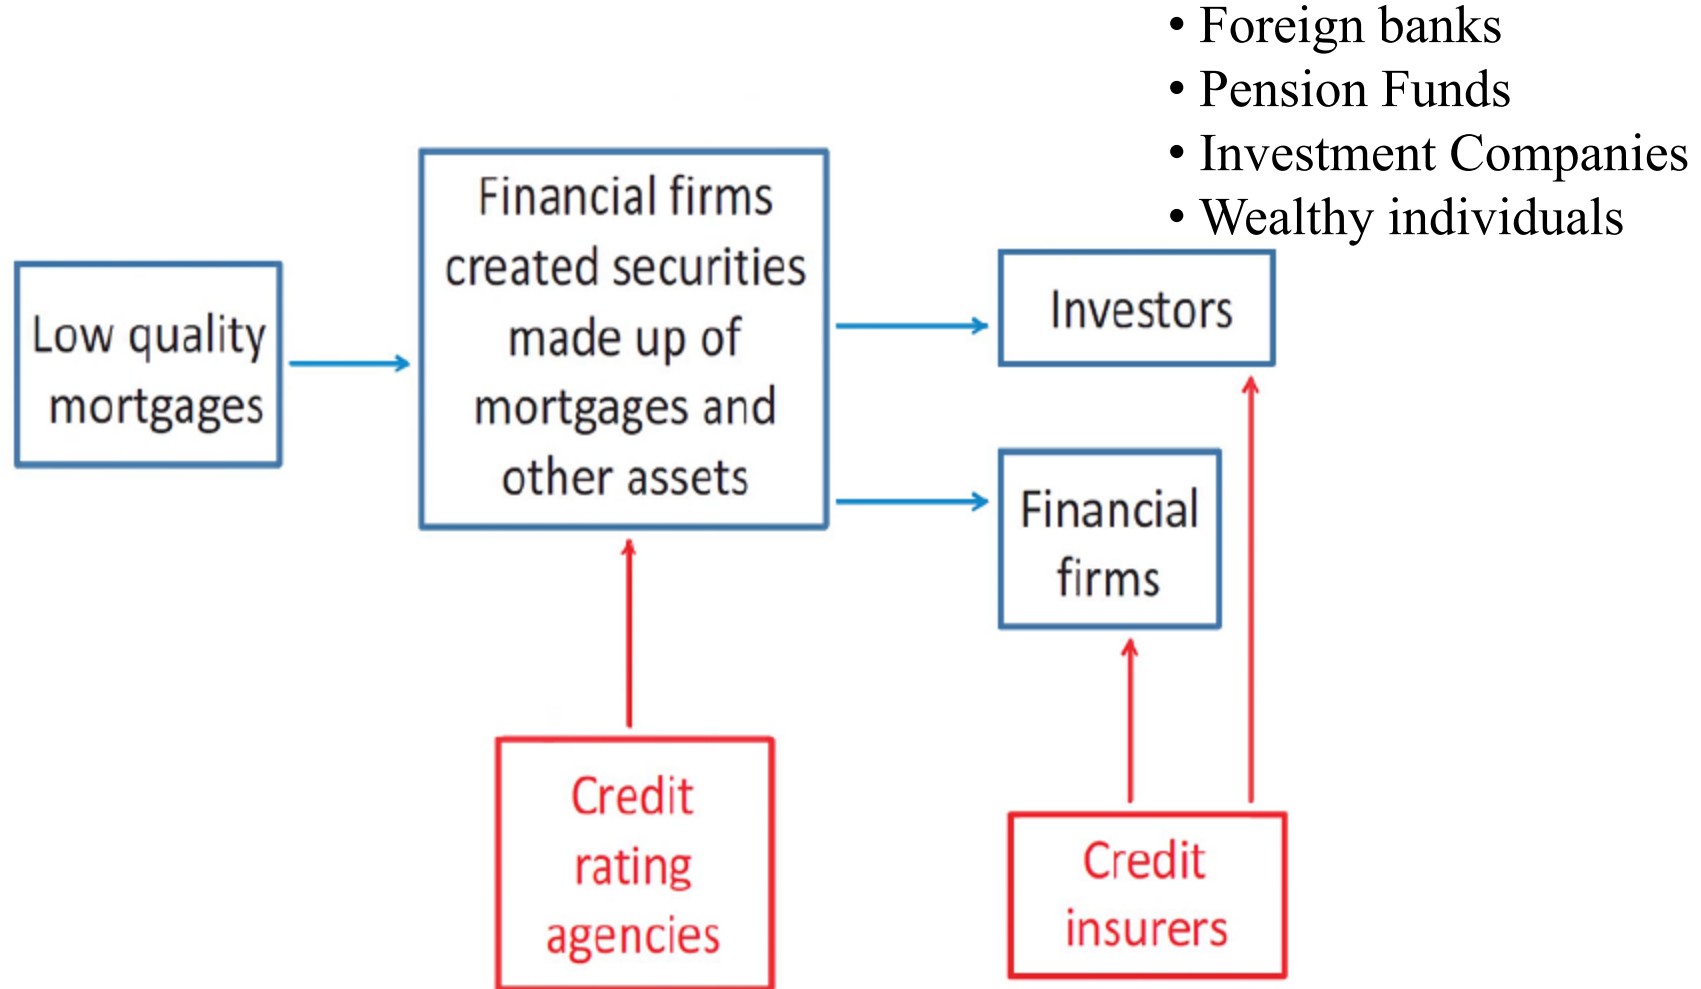 • Foreign banks
• Pension Funds
• Investment Companies
• Wealthy individuals
Low quality
mortgages
Financial firms
created securities
made up of
mortgages and
other assets
Investors
Financial
firms
Credit
rating
agencies
Credit
insurers